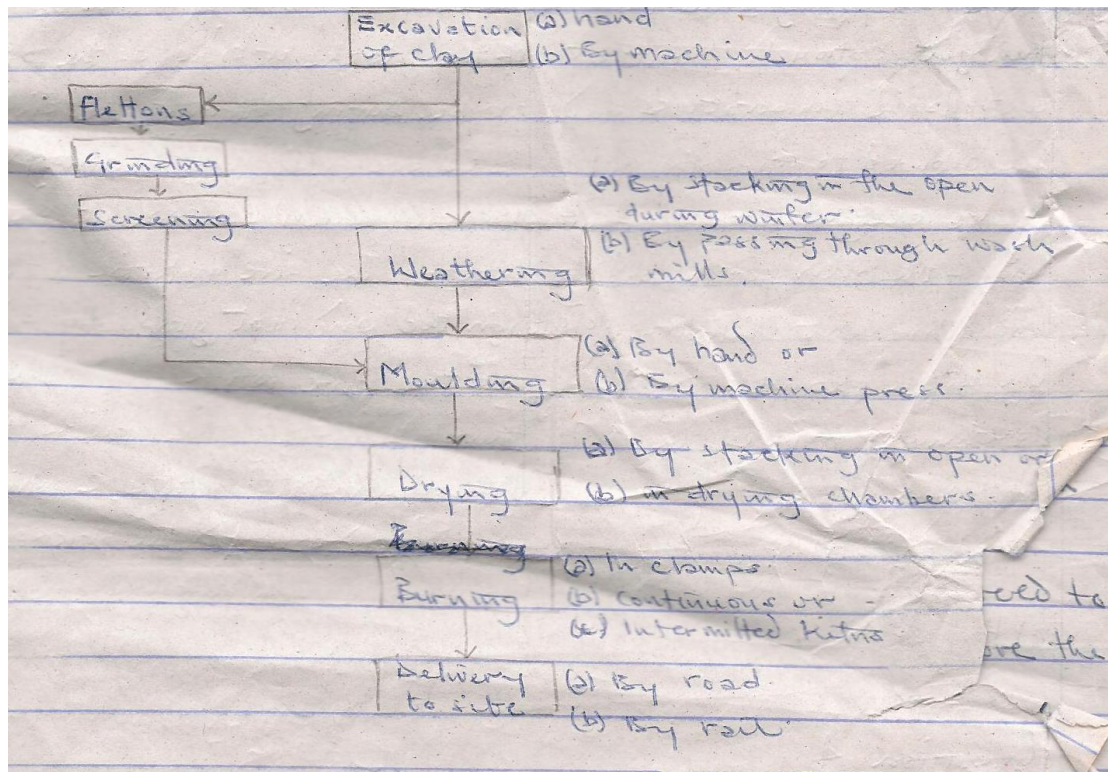 Excavation (a) hand
of clay (b) By machine
flettons
Grinding
Screening
(a) By stacking in the open
during winter.
(b) By passing through wash
mills.
Weathering
(a) By hand or
Moulding (b) By machine press.
(a) By stacking in open or
Drying (b) in drying chambers.
(a) In clamps.
Burning (b) continuous or
(c) Intermitted Kilns
Delivery (a) By road.
to site (b) By rail.
to
the